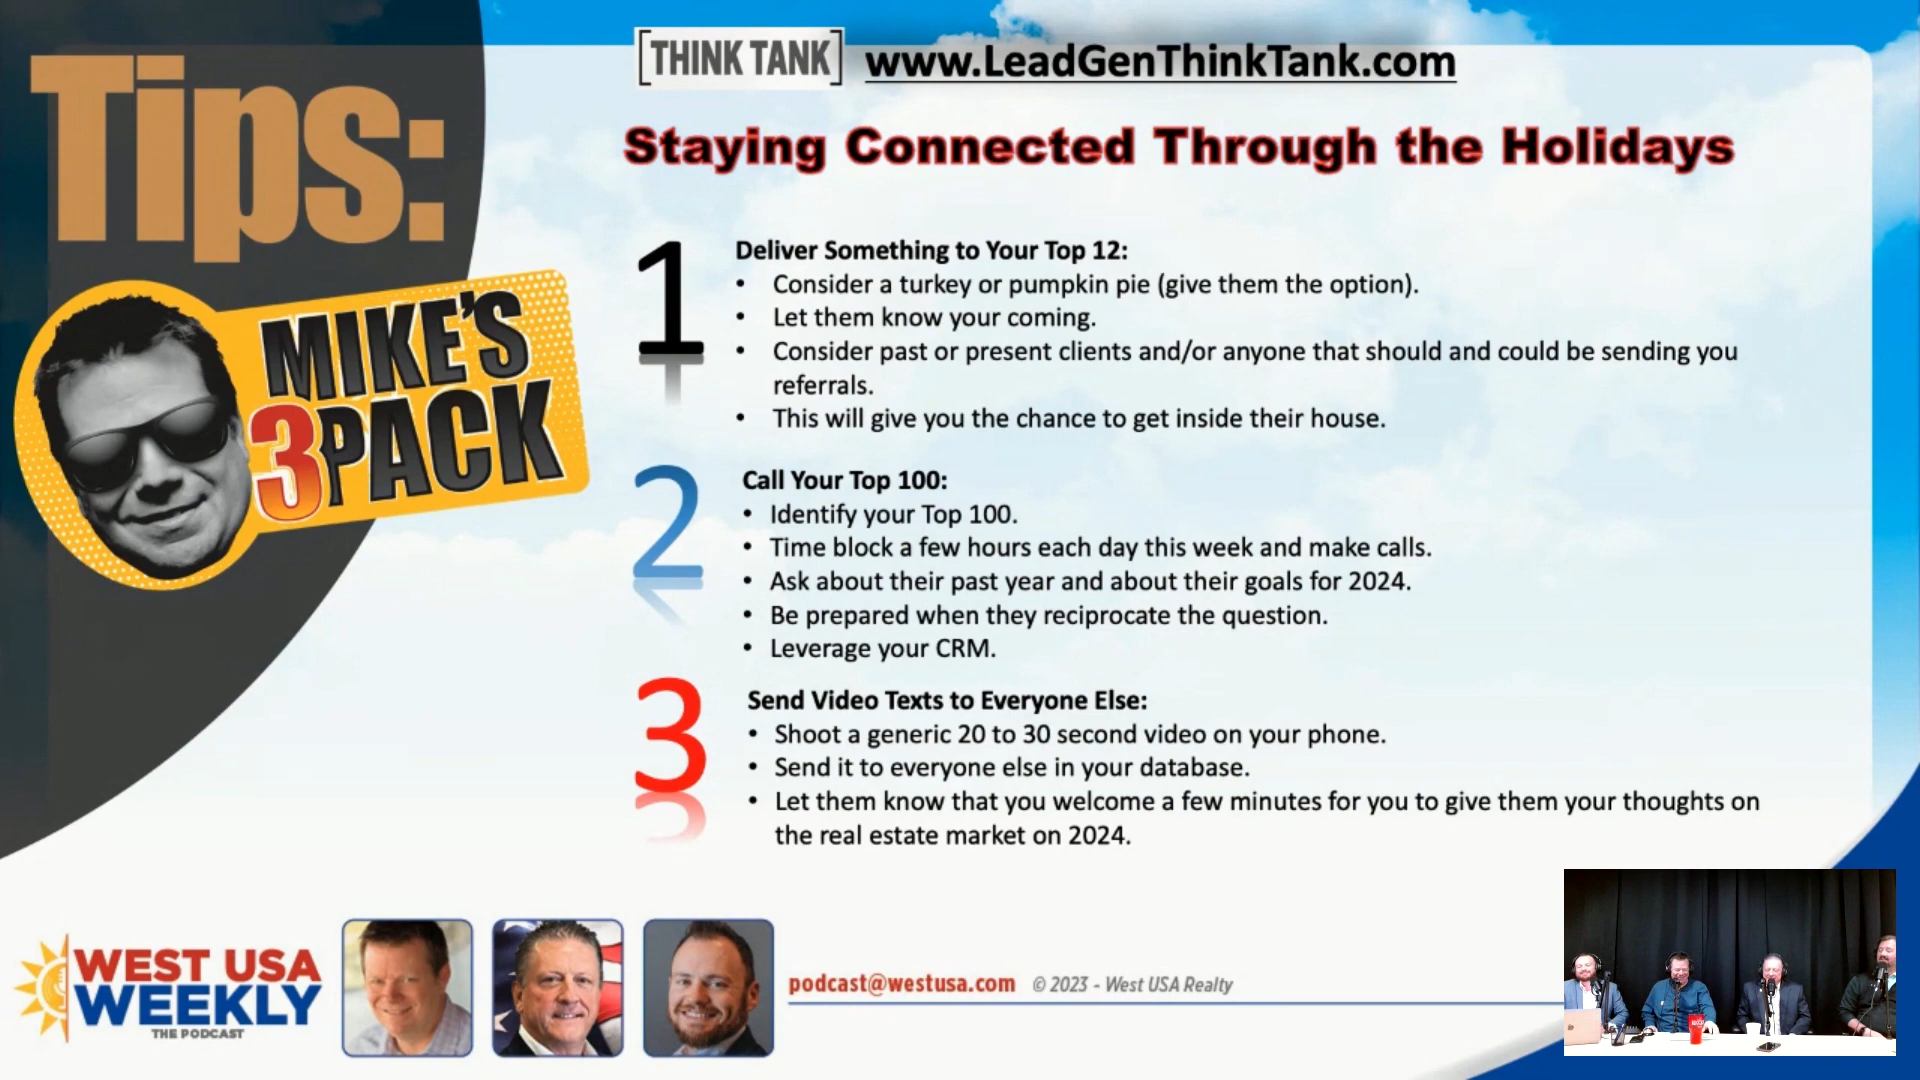 Tips:
MIKE'S
3PACK
[THINK TANK] www.LeadGenThinkTank.com
Staying Connected Through the Holidays
1
Deliver Something to Your Top 12:
• Consider a turkey or pumpkin pie (give them the option).
• Let them know your coming.
• Consider past or present clients and/or anyone that should and could be sending you
referrals.
• This will give you the chance to get inside their house.
2
Call Your Top 100:
• Identify your Top 100.
• Time block a few hours each day this week and make calls.
• Ask about their past year and about their goals for 2024.
• Be prepared when they reciprocate the question.
• Leverage your CRM.
3
Send Video Texts to Everyone Else:
• Shoot a generic 20 to 30 second video on your phone.
• Send it to everyone else in your database.
• Let them know that you welcome a few minutes for you to give them your thoughts on
the real estate market on 2024.
WEST USA
WEEKLY
THE PODCAST
podcast@westusa.com © 2023 - West USA Realty